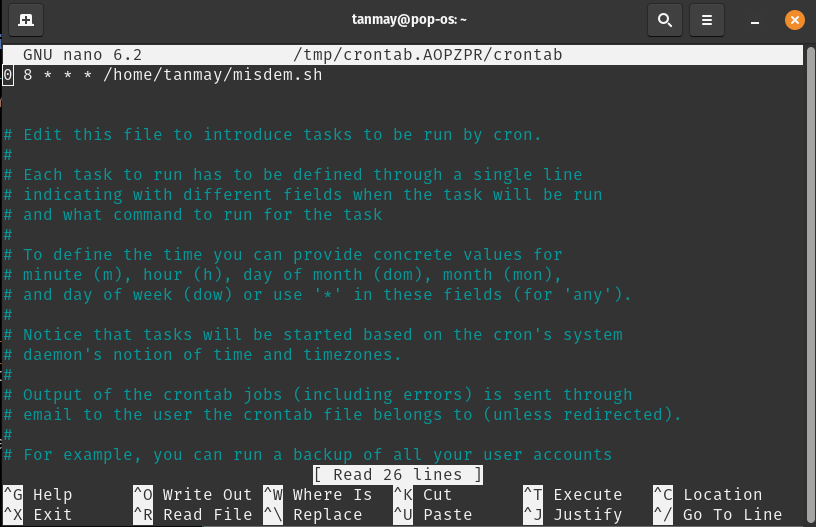 tanmay@pop-os: ~
GNU nano 6.2 /tmp/crontab.AOPZPR/crontab
0 8 * * * /home/tanmay/misdem.sh
# Edit this file to introduce tasks to be run by cron.
#
# Each task to run has to be defined through a single line
# indicating with different fields when the task will be run
# and what command to run for the task
#
# To define the time you can provide concrete values for
# minute (m), hour (h), day of month (dom), month (mon),
# and day of week (dow) or use '*' in these fields (for 'any').
#
# Notice that tasks will be started based on the cron's system
# daemon's notion of time and timezones.
#
# Output of the crontab jobs (including errors) is sent through
# email to the user the crontab file belongs to (unless redirected).
#
# For example, you can run a backup of all your user accounts
[ Read 26 lines ]
^G Help ^O Write Out ^W Where Is ^K Cut ^T Execute ^C Location
^X Exit ^R Read File ^\ Replace ^U Paste ^J Justify ^/ Go To Line